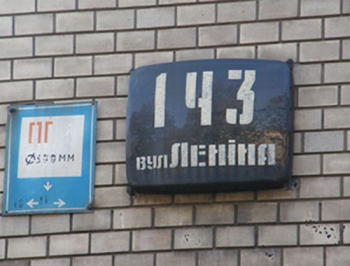 143
вул Леніна
ПГ
Ø300мм